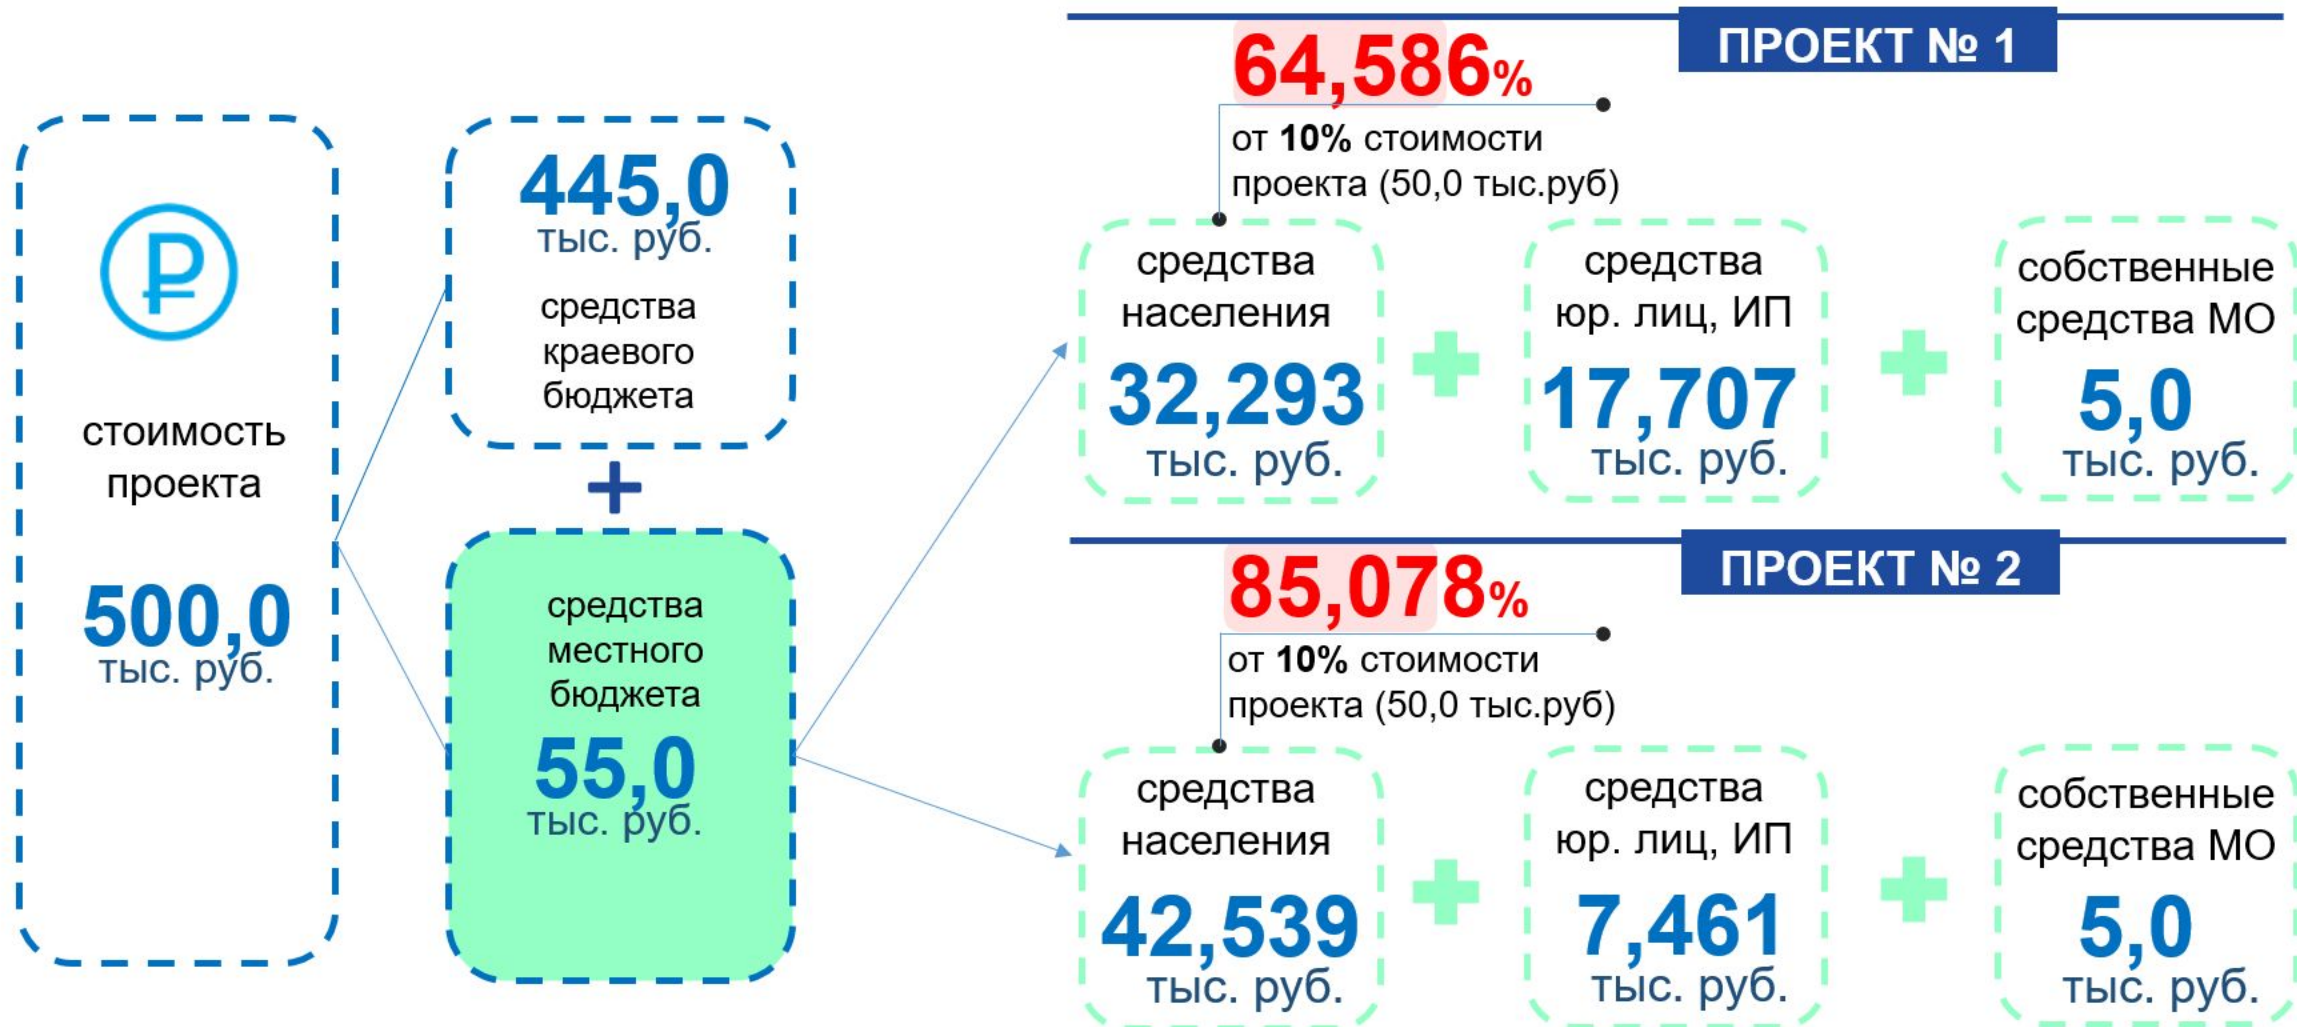 стоимость
проекта
500,0
тыс. руб.
445,0
тыс. руб.
средства
краевого
бюджета
+
средства
местного
бюджета
55,0
тыс. руб.
ПРОЕКТ № 1
64,586%
от 10% стоимости
проекта (50,0 тыс.руб)
средства
населения
32,293
тыс. руб.
средства
юр. лиц, ИП
17,707
тыс. руб.
собственные
средства МО
5,0
тыс. руб.
ПРОЕКТ № 2
85,078%
от 10% стоимости
проекта (50,0 тыс.руб)
средства
населения
42,539
тыс. руб.
средства
юр. лиц, ИП
7,461
тыс. руб.
собственные
средства МО
5,0
тыс. руб.